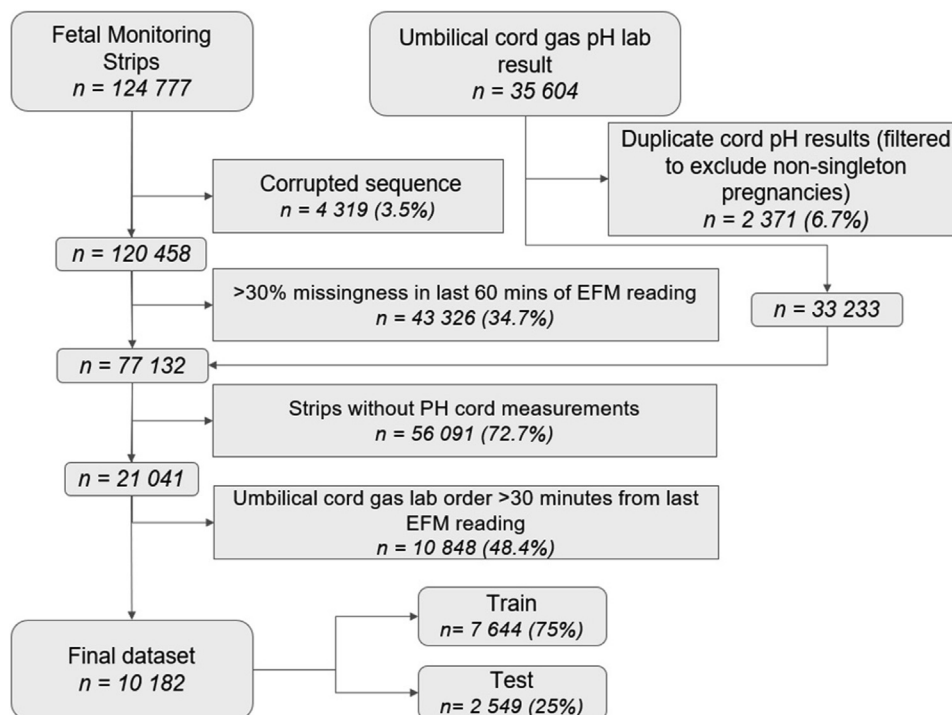 Fetal Monitoring
Strips
n = 124 777
Umbilical cord gas pH lab
result
n = 35 604
Duplicate cord pH results (filtered
to exclude non-singleton
pregnancies)
n = 2 371 (6.7%)
Corrupted sequence
n = 4 319 (3.5%)
n = 120 458
>30% missingness in last 60 mins of EFM reading
n = 43 326 (34.7%)
n = 33 233
n = 77 132
Strips without PH cord measurements
n = 56 091 (72.7%)
n = 21 041
Umbilical cord gas lab order >30 minutes from last
EFM reading
n = 10 848 (48.4%)
Train
n= 7 644 (75%)
Final dataset
n = 10 182
Test
n= 2 549 (25%)